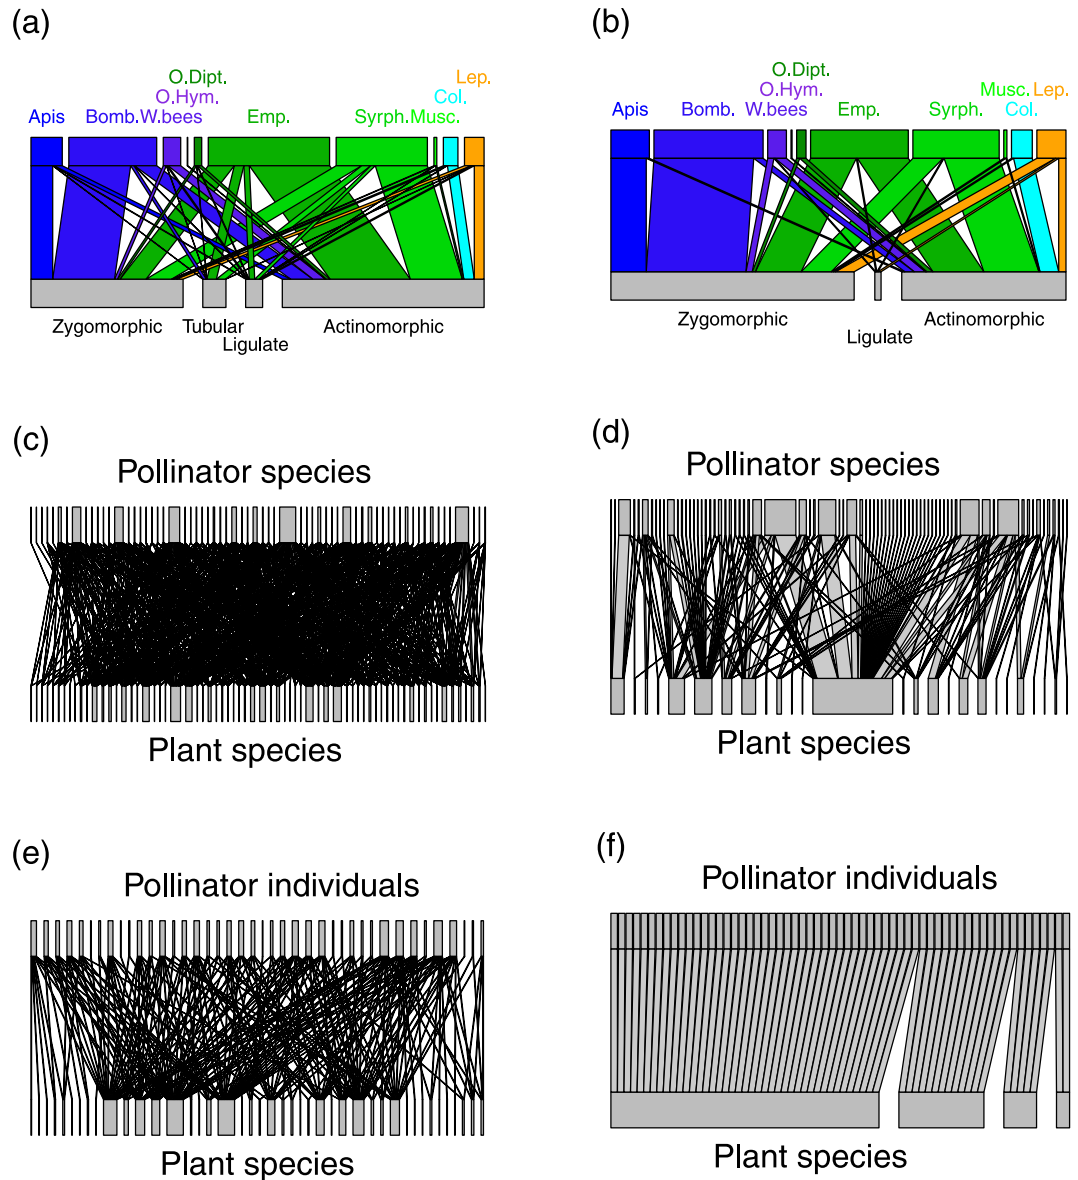 (a)
O.Dipt.
Lep.
O.Hym.
Col.
Apis Bomb.W.bees Emp. Syrph.Musc.
Zygomorphic Tubular Actinomorphic
Ligulate
(b)
O.Dipt.
O.Hym.
Musc. Lep.
Apis Bomb. W.bees Emp. Syrph. Col.
Zygomorphic Actinomorphic
Ligulate
(c)
Pollinator species
Plant species
(d)
Pollinator species
Plant species
(e)
Pollinator individuals
Plant species
(f)
Pollinator individuals
Plant species